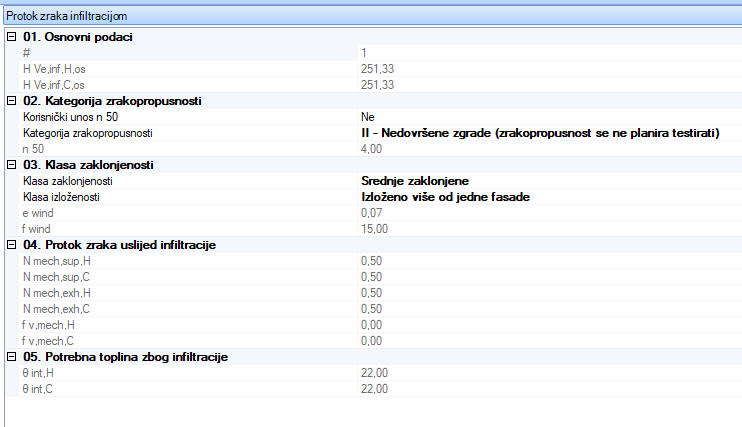 Protok zraka infiltracijom
01. Osnovni podaci
# 1
H Ve,inf,H,os 251,33
H Ve,inf,C,os 251,33
02. Kategorija zrakopropusnosti
Korisnički unos n 50 Ne
Kategorija zrakopropusnosti II - Nedovršene zgrade (zrakopropusnost se ne planira testirati)
n 50 4,00
03. Klasa zaklonjenosti
Klasa zaklonjenosti Srednje zaklonjene
Klasa izloženosti Izloženo više od jedne fasade
e wind 0,07
f wind 15,00
04. Protok zraka uslijed infiltracije
N mech,sup,H 0,50
N mech,sup,C 0,50
N mech,exh,H 0,50
N mech,exh,C 0,50
f v,mech,H 0,00
f v,mech,C 0,00
05. Potrebna toplina zbog infiltracije
θ int,H 22,00
θ int,C 22,00